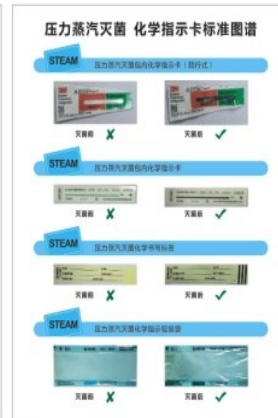 压力蒸汽灭菌 化学指示卡标准图谱
STEAM
压力蒸汽灭菌包内化学指示卡(爬行式)
3M
灭菌前
灭菌后
STEAM
压力蒸汽灭菌包内化学指示卡
灭菌前
灭菌后
STEAM
压力蒸汽灭菌化学书写标签
灭菌前
灭菌后
STEAM
压力蒸汽灭菌化学指示包装袋
灭菌前
灭菌后